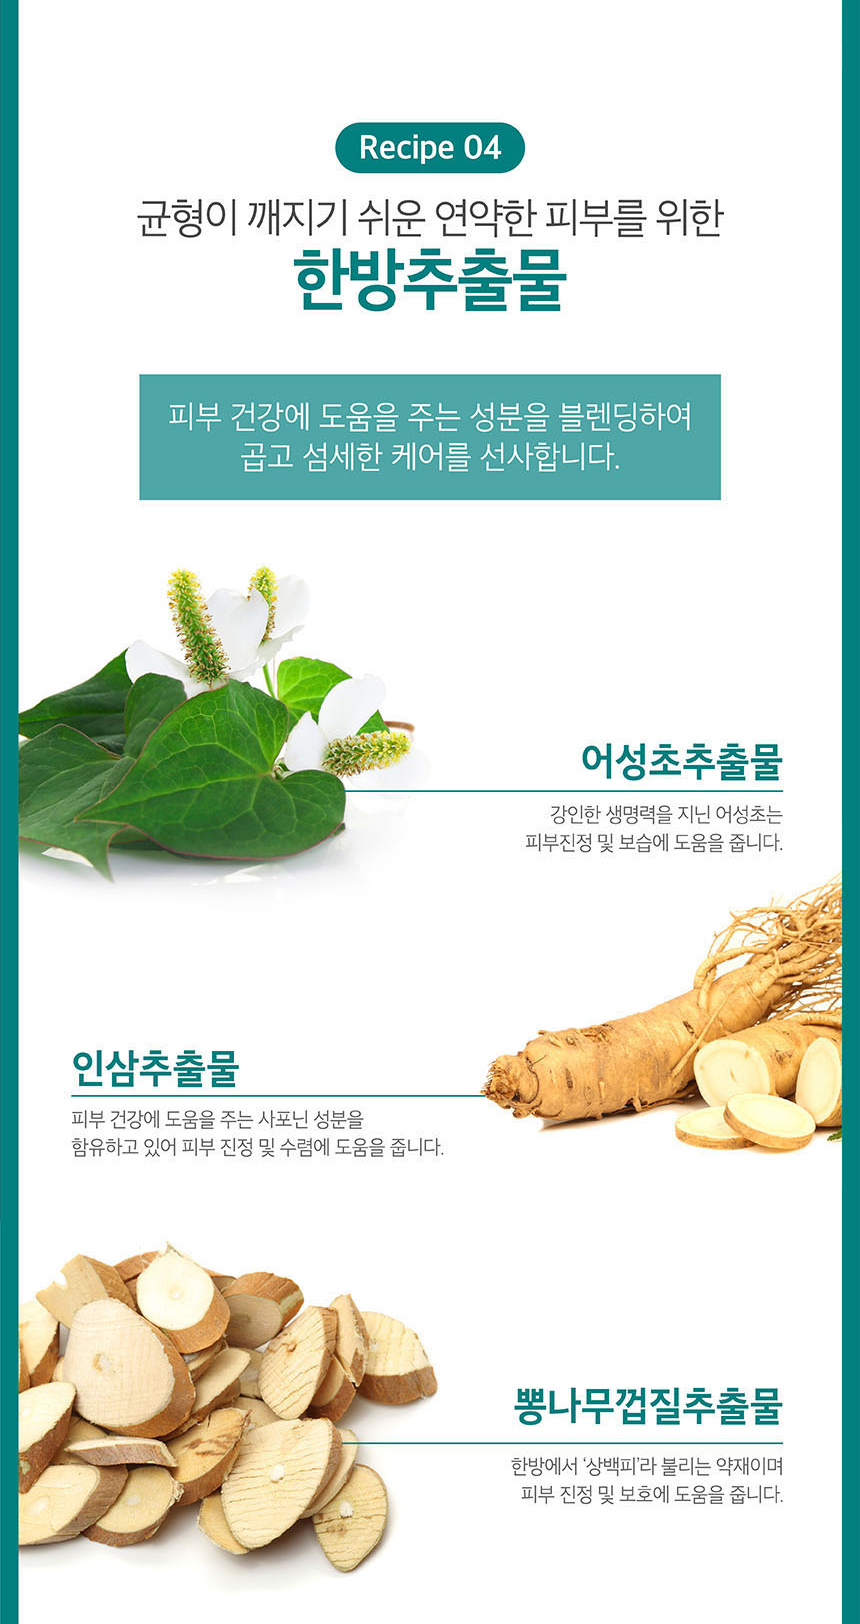 Recipe 04
균형이 깨지기 쉬운 연약한 피부를 위한
한방추출물
피부 건강에 도움을 주는 성분을 블렌딩하여
곱고 섬세한 케어를 선사합니다.
어성초추출물
강인한 생명력을 지닌 어성초는
피부진정 및 보습에 도움을 줍니다.
인삼추출물
피부 건강에 도움을 주는 사포닌 성분을
함유하고 있어 피부 진정 및 수렴에 도움을 줍니다.
뽕나무껍질추출물
한방에서 ‘상백피’라 불리는 약재이며
피부 진정 및 보호에 도움을 줍니다.